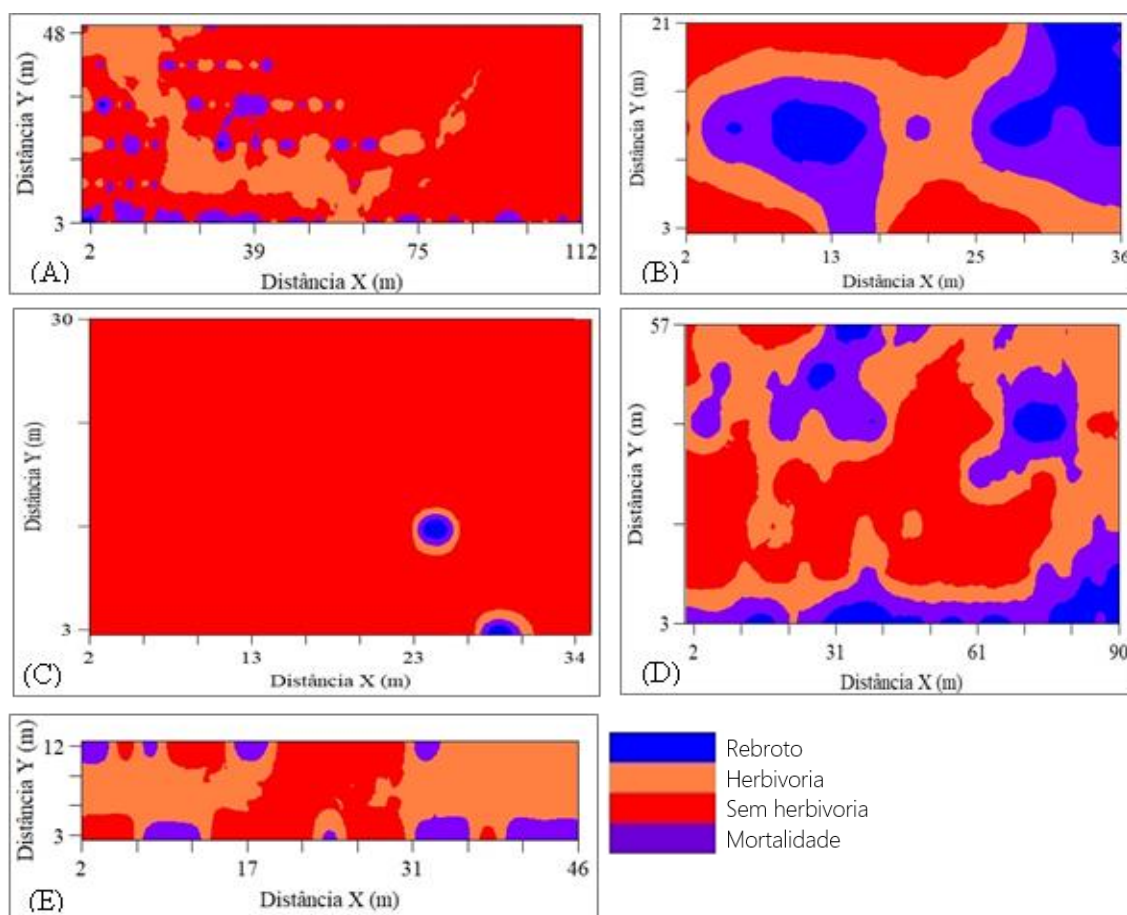 48
Distância Y (m)
3
2 39 75 112
Distância X (m)
(A)
21
Distância Y (m)
3
2 13 25 36
Distância X (m)
(B)
30
Distância Y (m)
3
2 13 23 34
Distância X (m)
(C)
57
Distância Y (m)
3
2 31 61 90
Distância X (m)
(D)
12
Distância Y (m)
3
2 17 31 46
Distância X (m)
(E)
Rebroto
Herbivoria
Sem herbivoria
Mortalidade